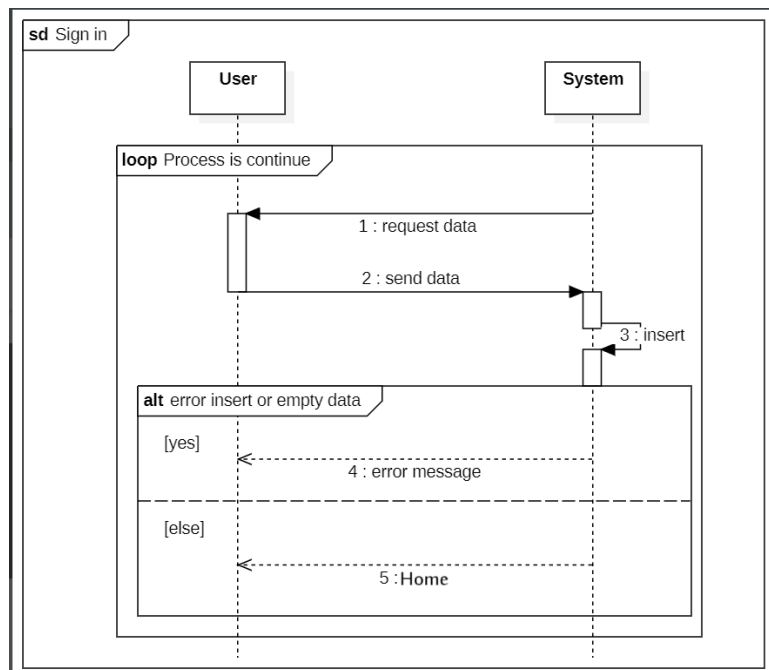 sd Sign in
User
System
loop Process is continue
1 : request data
2 : send data
3 : insert
alt error insert or empty data
[yes]
4 : error message
[else]
5 : Home